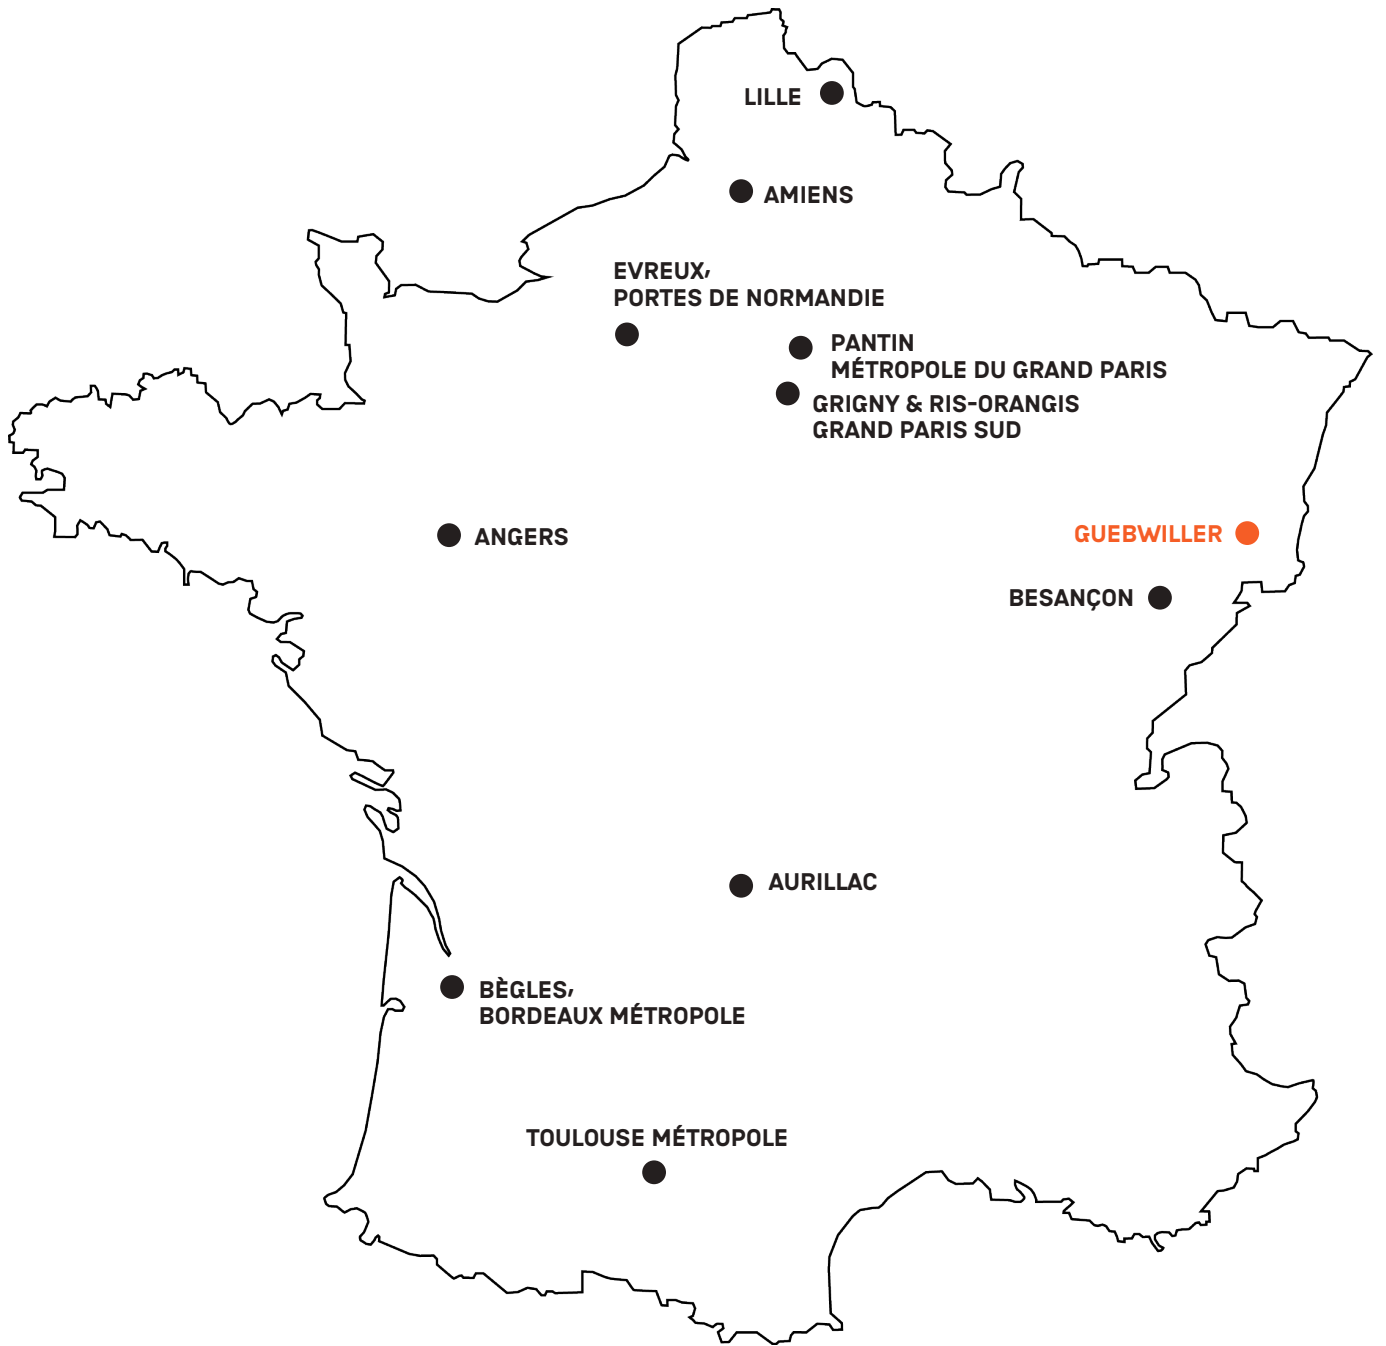 LILLE
AMIENS
EVREUX,
PORTES DE NORMANDIE
PANTIN
MÉTROPOLE DU GRAND PARIS
GRIGNY & RIS-ORANGIS
GRAND PARIS SUD
ANGERS
GUEBWILLER
BESANÇON
AURILLAC
BÈGLES,
BORDEAUX MÉTROPOLE
TOULOUSE MÉTROPOLE